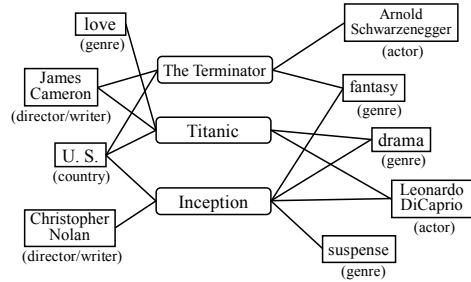 love
(genre)
James
Cameron
(director/writer)
U. S.
(country)
Christopher
Nolan
(director/writer)
The Terminator
Titanic
Inception
Arnold
Schwarzenegger
(actor)
fantasy
(genre)
drama
(genre)
Leonardo
DiCaprio
(actor)
suspense
(genre)